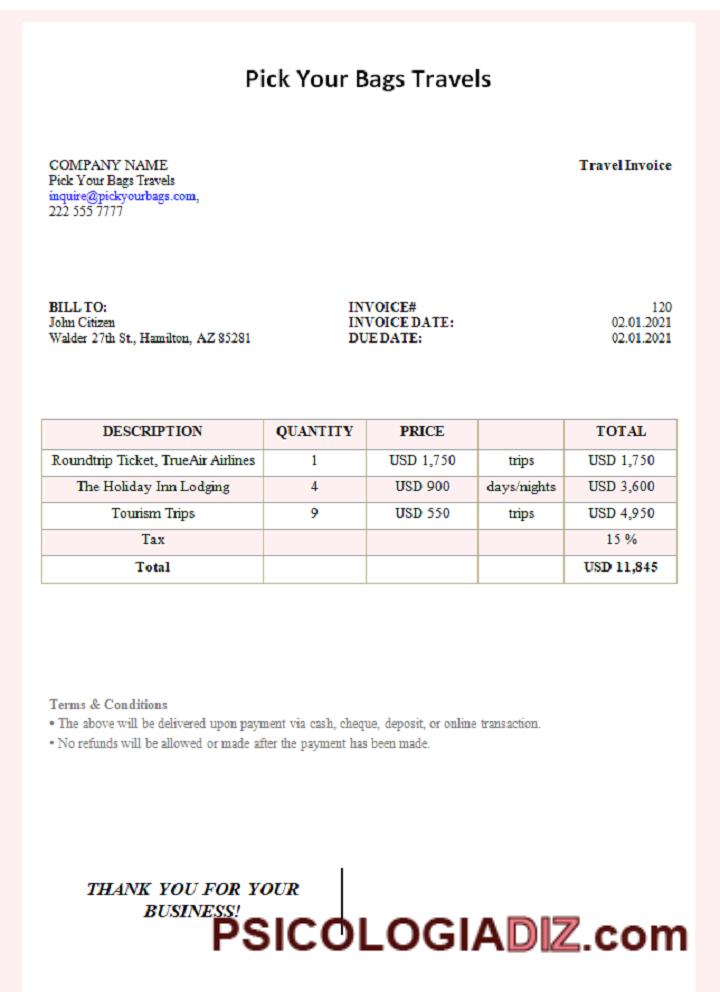 Pick Your Bags Travels
COMPANY NAME
Travel Invoice
Pick Your Bags Travels
inquire@pickyourbags.com,
222 555 7777
BILL TO:
John Citizen
Walder 27th St., Hamilton, AZ 85281
INVOICE# 120
INVOICE DATE: 02.01.2021
DUE DATE: 02.01.2021
DESCRIPTION QUANTITY PRICE TOTAL
Roundtrip Ticket, TrueAir Airlines 1 USD 1,750 trips USD 1,750
The Holiday Inn Lodging 4 USD 900 days/nights USD 3,600
Tourism Trips 9 USD 550 trips USD 4,950
Tax 15 %
Total USD 11,845
Terms & Conditions
• The above will be delivered upon payment via cash, cheque, deposit, or online transaction.
• No refunds will be allowed or made after the payment has been made.
THANK YOU FOR YOUR
BUSINESS!
PSICOLOGIADIZ.com